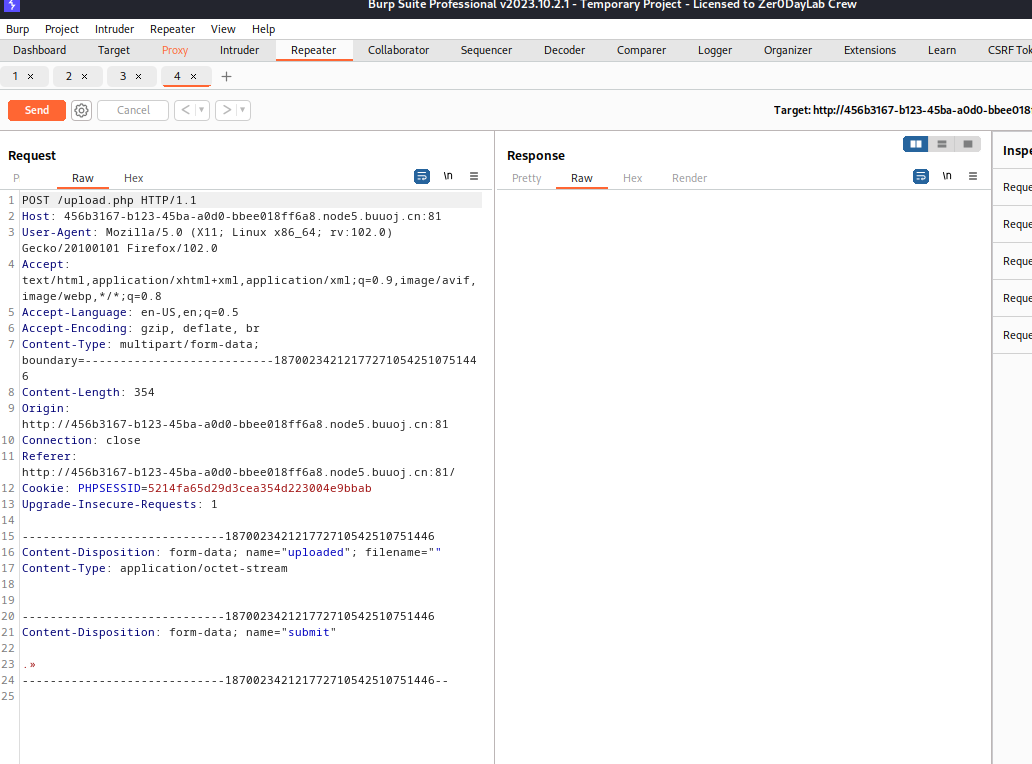 Burp Suite Professional v2023.10.2.1 - Temporary Project - Licensed to Zer0DayLab Crew
Burp Project Intruder Repeater View Help
Dashboard Target Proxy Intruder Repeater Collaborator Sequencer Decoder Comparer Logger Organizer Extensions Learn CSRF Tok
1 × 2 × 3 × 4 × +
Send Cancel < ▼ > ▼ Target: http://456b3167-b123-45ba-a0d0-bbee018
Request Response Inspe
P Raw Hex \n ≡ Pretty Raw Hex Render \n ≡
Reque
Reque
Reque
Reque
Reque
1 POST /upload.php HTTP/1.1
2 Host: 456b3167-b123-45ba-a0d0-bbee018ff6a8.node5.buuoj.cn:81
3 User-Agent: Mozilla/5.0 (X11; Linux x86_64; rv:102.0)
Gecko/20100101 Firefox/102.0
4 Accept:
text/html,application/xhtml+xml,application/xml;q=0.9,image/avif,
image/webp,*/*;q=0.8
5 Accept-Language: en-US,en;q=0.5
6 Accept-Encoding: gzip, deflate, br
7 Content-Type: multipart/form-data;
boundary=---------------------------18700234212177271054251075144
6
8 Content-Length: 354
9 Origin:
http://456b3167-b123-45ba-a0d0-bbee018ff6a8.node5.buuoj.cn:81
10 Connection: close
11 Referer:
http://456b3167-b123-45ba-a0d0-bbee018ff6a8.node5.buuoj.cn:81/
12 Cookie: PHPSESSID=5214fa65d29d3cea354d223004e9bbab
13 Upgrade-Insecure-Requests: 1
14
15 -----------------------------187002342121772710542510751446
16 Content-Disposition: form-data; name="uploaded"; filename=""
17 Content-Type: application/octet-stream
18
19
20 -----------------------------187002342121772710542510751446
21 Content-Disposition: form-data; name="submit"
22
23 .»
24 -----------------------------187002342121772710542510751446--
25